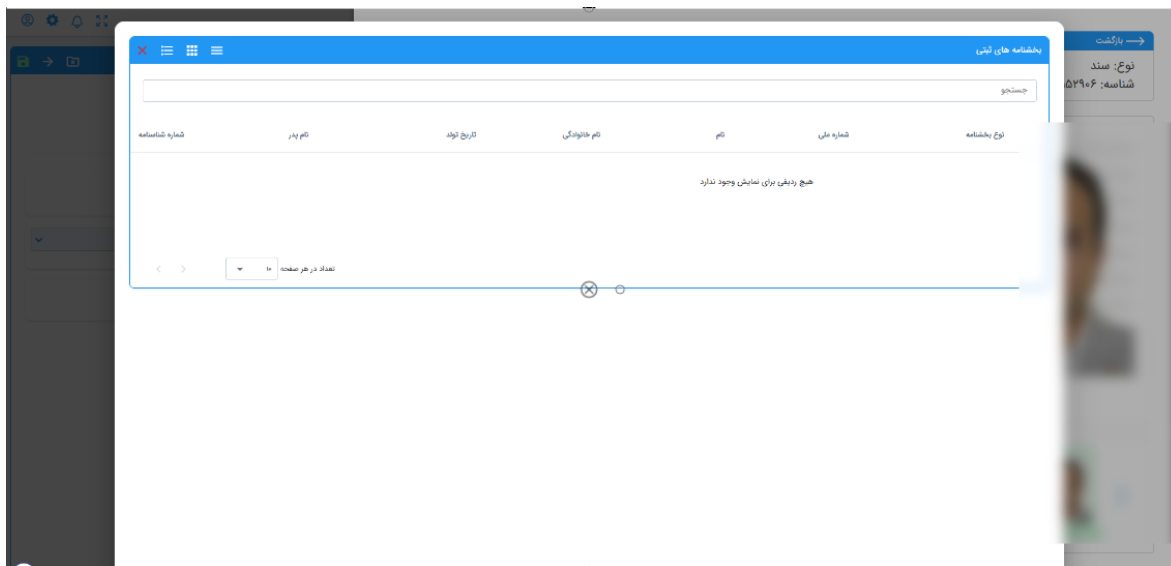 بازگشت
نوع: سند
بخشنامه های ثبتی
جستجو
نوع بخشنامه	شماره ملی	نام	نام خانوادگی	تاریخ تولد	نام پدر	شماره شناسنامه
هیچ ردیفی برای نمایش وجود ندارد
تعداد در هر صفحه ۱۰
شناسه: ۵۲۹۰۶